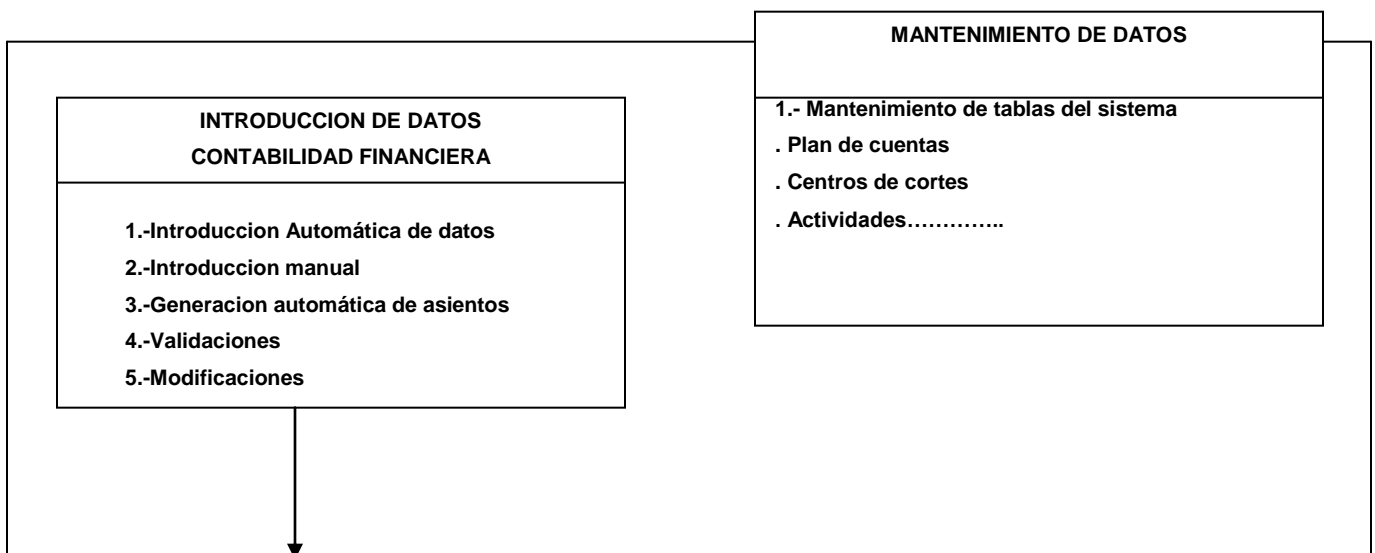 MANTENIMIENTO DE DATOS
1.- Mantenimiento de tablas del sistema
. Plan de cuentas
. Centros de cortes
. Actividades…………..
INTRODUCCION DE DATOS
CONTABILIDAD FINANCIERA
1.-Introduccion Automática de datos
2.-Introduccion manual
3.-Generacion automática de asientos
4.-Validaciones
5.-Modificaciones